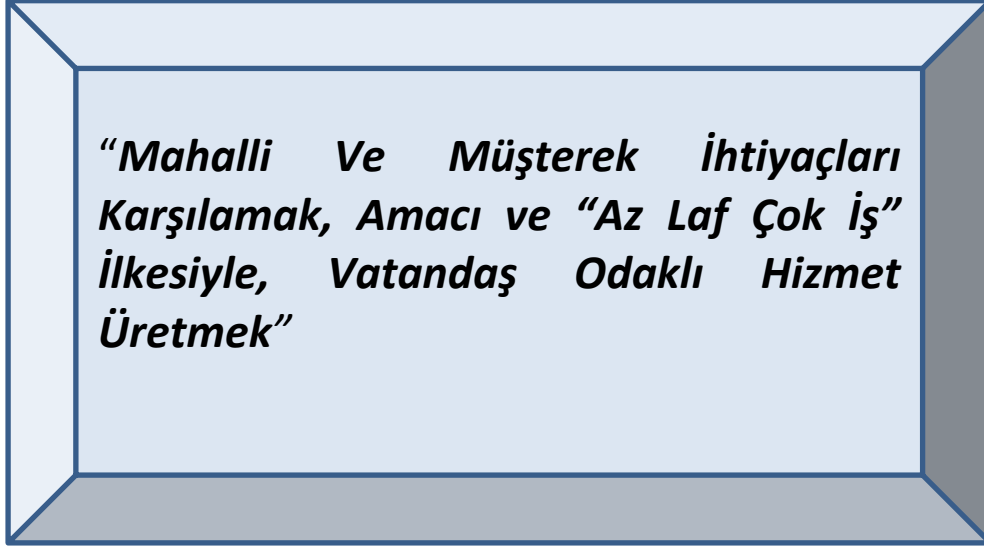 “Mahalli Ve Müşterek İhtiyaçları
Karşılamak, Amacı ve “Az Laf Çok İş”
İlkesiyle, Vatandaş Odaklı Hizmet
Üretmek”